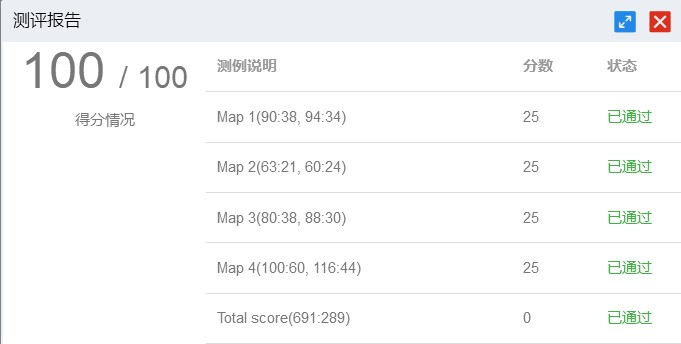 测评报告
100 / 100
得分情况
测例说明 分数 状态
Map 1(90:38, 94:34) 25 已通过
Map 2(63:21, 60:24) 25 已通过
Map 3(80:38, 88:30) 25 已通过
Map 4(100:60, 116:44) 25 已通过
Total score(691:289) 0 已通过